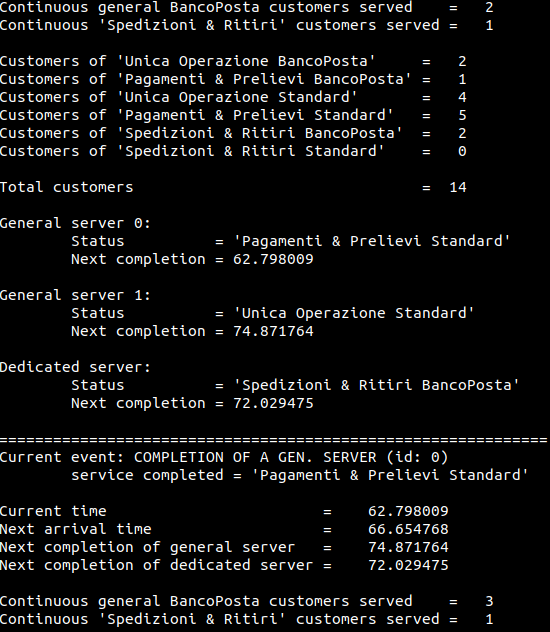 Continuous general BancoPosta customers served    =   2
Continuous 'Spedizioni & Ritiri' customers served =   1
Customers of 'Unica Operazione BancoPosta'     =   2
Customers of 'Pagamenti & Prelievi BancoPosta' =   1
Customers of 'Unica Operazione Standard'       =   4
Customers of 'Pagamenti & Prelievi Standard'   =   5
Customers of 'Spedizioni & Ritiri BancoPosta'  =   2
Customers of 'Spedizioni & Ritiri Standard'    =   0
Total customers                                =  14
General server 0:
        Status          = 'Pagamenti & Prelievi Standard'
        Next completion = 62.798009
General server 1:
        Status          = 'Unica Operazione Standard'
        Next completion = 74.871764
Dedicated server:
        Status          = 'Spedizioni & Ritiri BancoPosta'
        Next completion = 72.029475
=============================================================
Current event: COMPLETION OF A GEN. SERVER (id: 0)
        service completed = 'Pagamenti & Prelievi Standard'
Current time                        =    62.798009
Next arrival time                   =    66.654768
Next completion of general server   =    74.871764
Next completion of dedicated server =    72.029475
Continuous general BancoPosta customers served    =   3
Continuous 'Spedizioni & Ritiri' customers served =   1